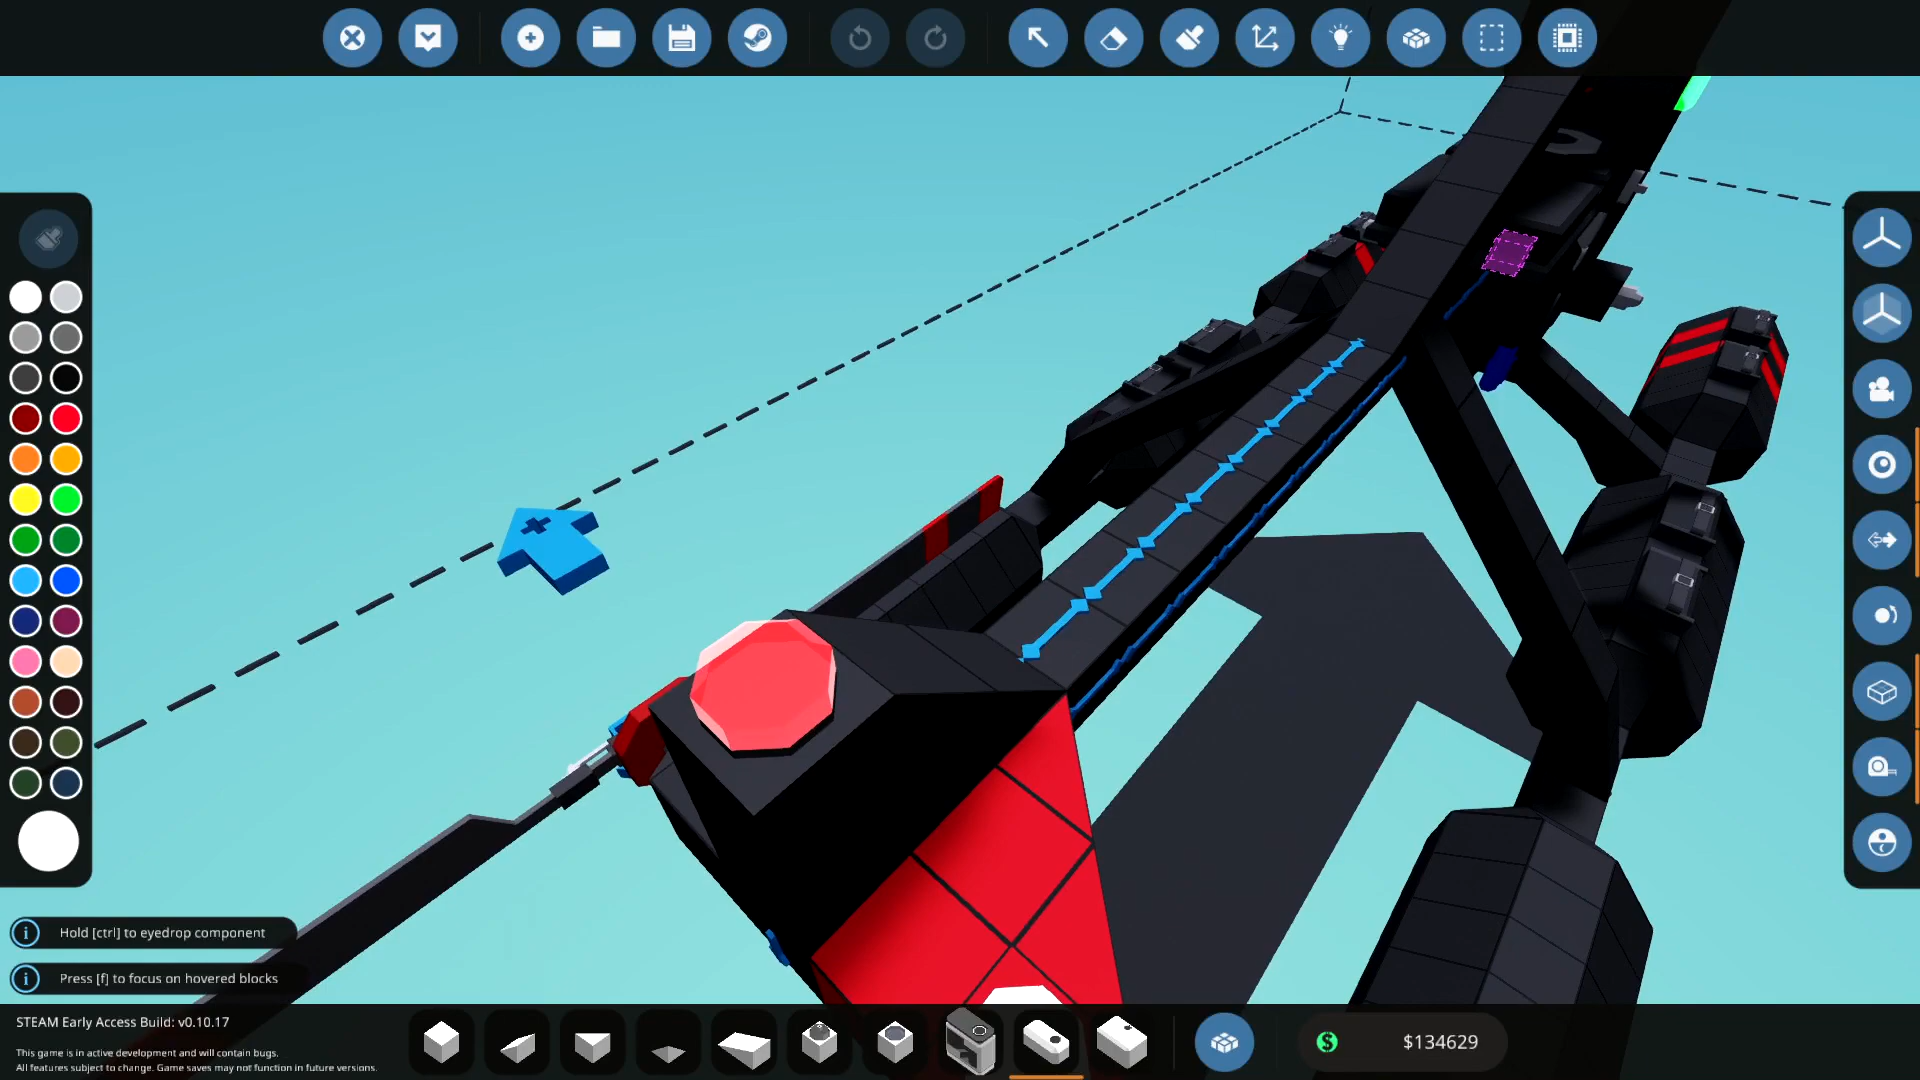 Hold [ctrl] to eyedrop component
Press [f] to focus on hovered blocks
STEAM Early Access Build: v0.10.17
This game is in active development and will contain bugs.
All features subject to change. Game saves may not function in future versions.
$134629